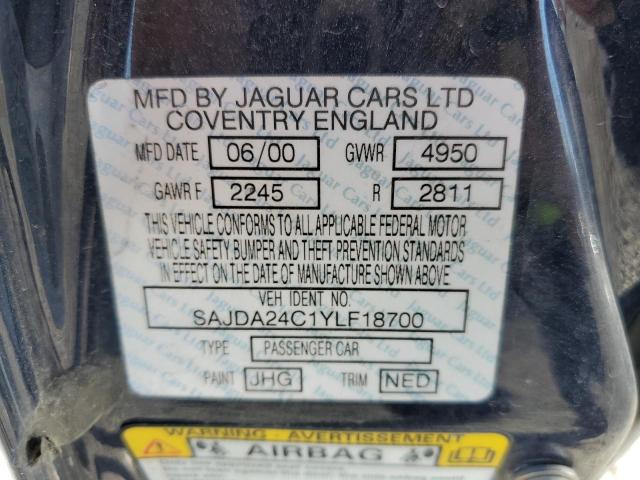 MFD BY JAGUAR CARS LTD
COVENTRY ENGLAND
MFD DATE 06/00 GVWR 4950
GAWR F 2245 R 2811
THIS VEHICLE CONFORMS TO ALL APPLICABLE FEDERAL MOTOR
VEHICLE SAFETY BUMPER AND THEFT PREVENTION STANDARDS
IN EFFECT ON THE DATE OF MANUFACTURE SHOWN ABOVE
VEH. IDENT NO.
SAJDA24C1YLF18700
TYPE PASSENGER CAR
PAINT JHG TRIM NED
WARNING - AVERTISSEMENT
AIRBAG